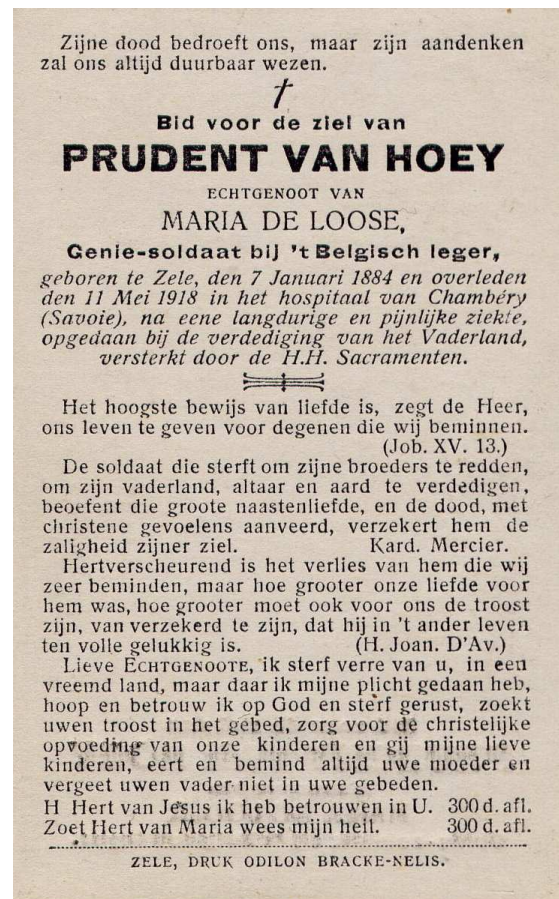 Zijne dood bedroeft ons, maar zijn aandenken
zal ons altijd duurbaar wezen.
†
Bid voor de ziel van
PRUDENT VAN HOEY
ECHTGENOOT VAN
MARIA DE LOOSE,
Genie-soldaat bij 't Belgisch leger,
geboren te Zele, den 7 Januari 1884 en overleden
den 11 Mei 1918 in het hospitaal van Chambéry
(Savoie), na eene langdurige en pijnlijke ziekte,
opgedaan bij de verdediging van het Vaderland,
versterkt door de H.H. Sacramenten.
Het hoogste bewijs van liefde is, zegt de Heer,
ons leven te geven voor degenen die wij beminnen.
(Job. XV. 13.)
De soldaat die sterft om zijne broeders te redden,
om zijn vaderland, altaar en aard te verdedigen,
beoefent die groote naastenliefde, en de dood, met
christene gevoelens aanveerd, verzekert hem de
zaligheid zijner ziel. Kard. Mercier.
Hertverscheurend is het verlies van hem die wij
zeer beminden, maar hoe grooter onze liefde voor
hem was, hoe grooter moet ook voor ons de troost
zijn, van verzekerd te zijn, dat hij in 't ander leven
ten volle gelukkig is. (H. Joan. D'Av.)
Lieve ECHTGENOOTE, ik sterf verre van u, in een
vreemd land, maar daar ik mijne plicht gedaan heb,
hoop en betrouw ik op God en sterf gerust, zoekt
uwen troost in het gebed, zorg voor de christelijke
opvoeding van onze kinderen en gij mijne lieve
kinderen, eert en bemind altijd uwe moeder en
vergeet uwen vader niet in uwe gebeden.
H Hert van Jesus ik heb betrouwen in U. 300 d. afl.
Zoet Hert van Maria wees mijn heil. 300 d. afl.
ZELE, DRUK ODILON BRACKE-NELIS.